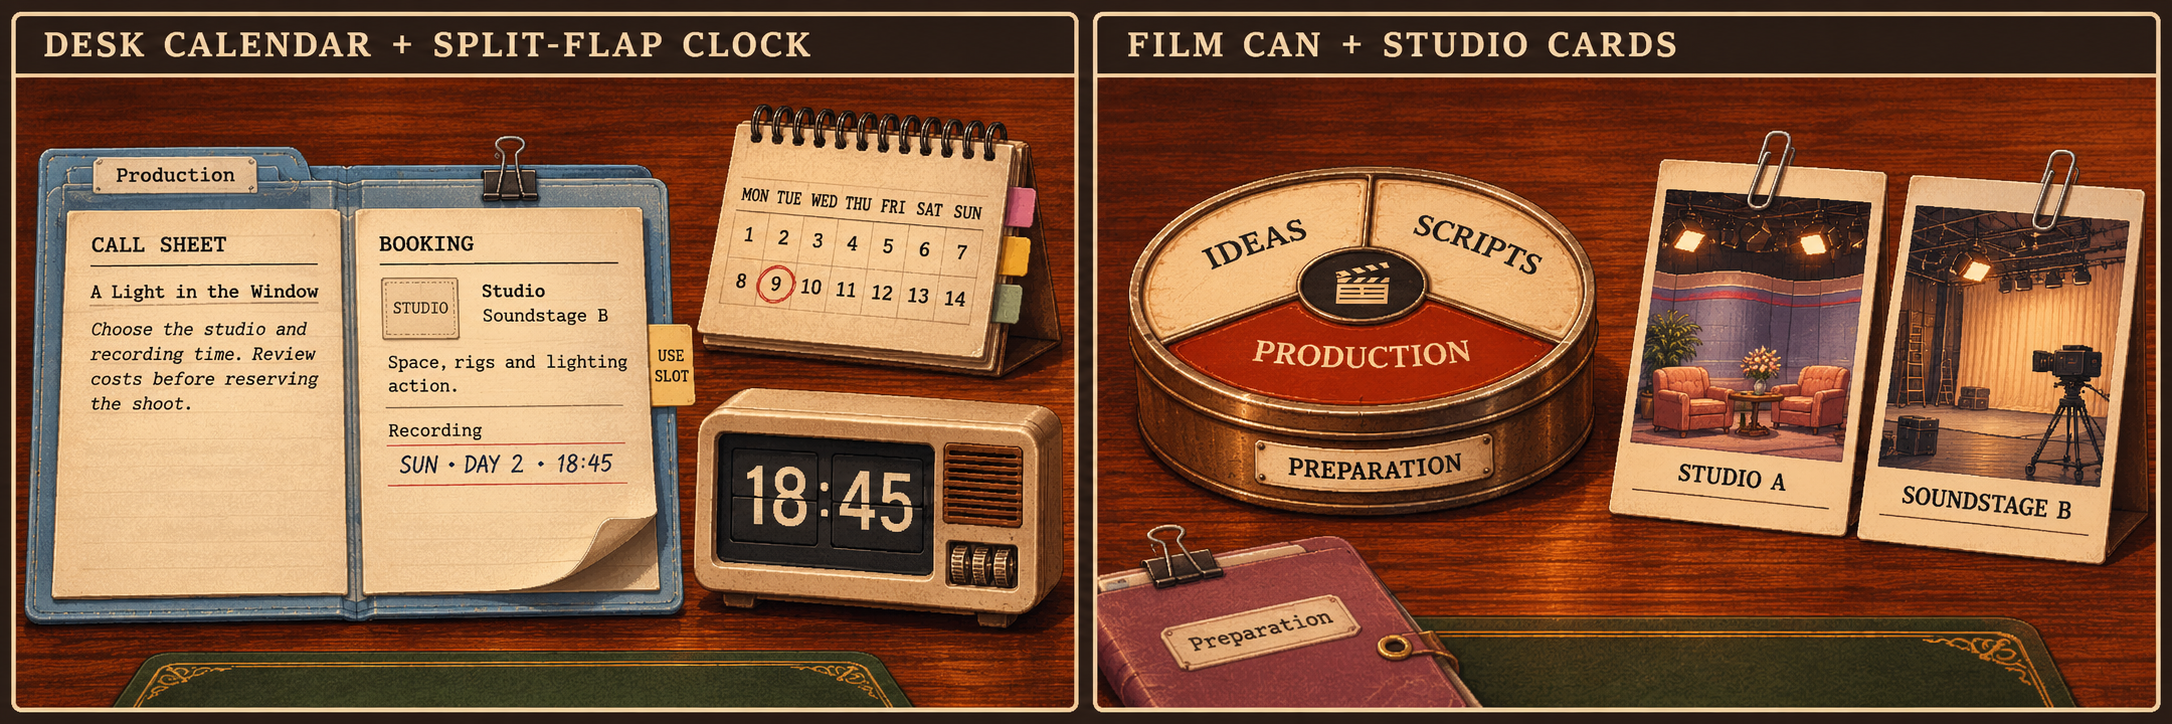 DESK CALENDAR + SPLIT-FLAP CLOCK
Production
CALL SHEET
A Light in the Window
Choose the studio and
recording time. Review
costs before reserving
the shoot.
BOOKING
STUDIO
Studio
Soundstage B
Space, rigs and lighting
action.
Recording
SUN • DAY 2 • 18:45
USE
SLOT
MON TUE WED THU FRI SAT SUN
1 2 3 4 5 6 7
8 9 10 11 12 13 14
18:45
FILM CAN + STUDIO CARDS
IDEAS
SCRIPTS
PRODUCTION
PREPARATION
STUDIO A
SOUNDSTAGE B
Preparation